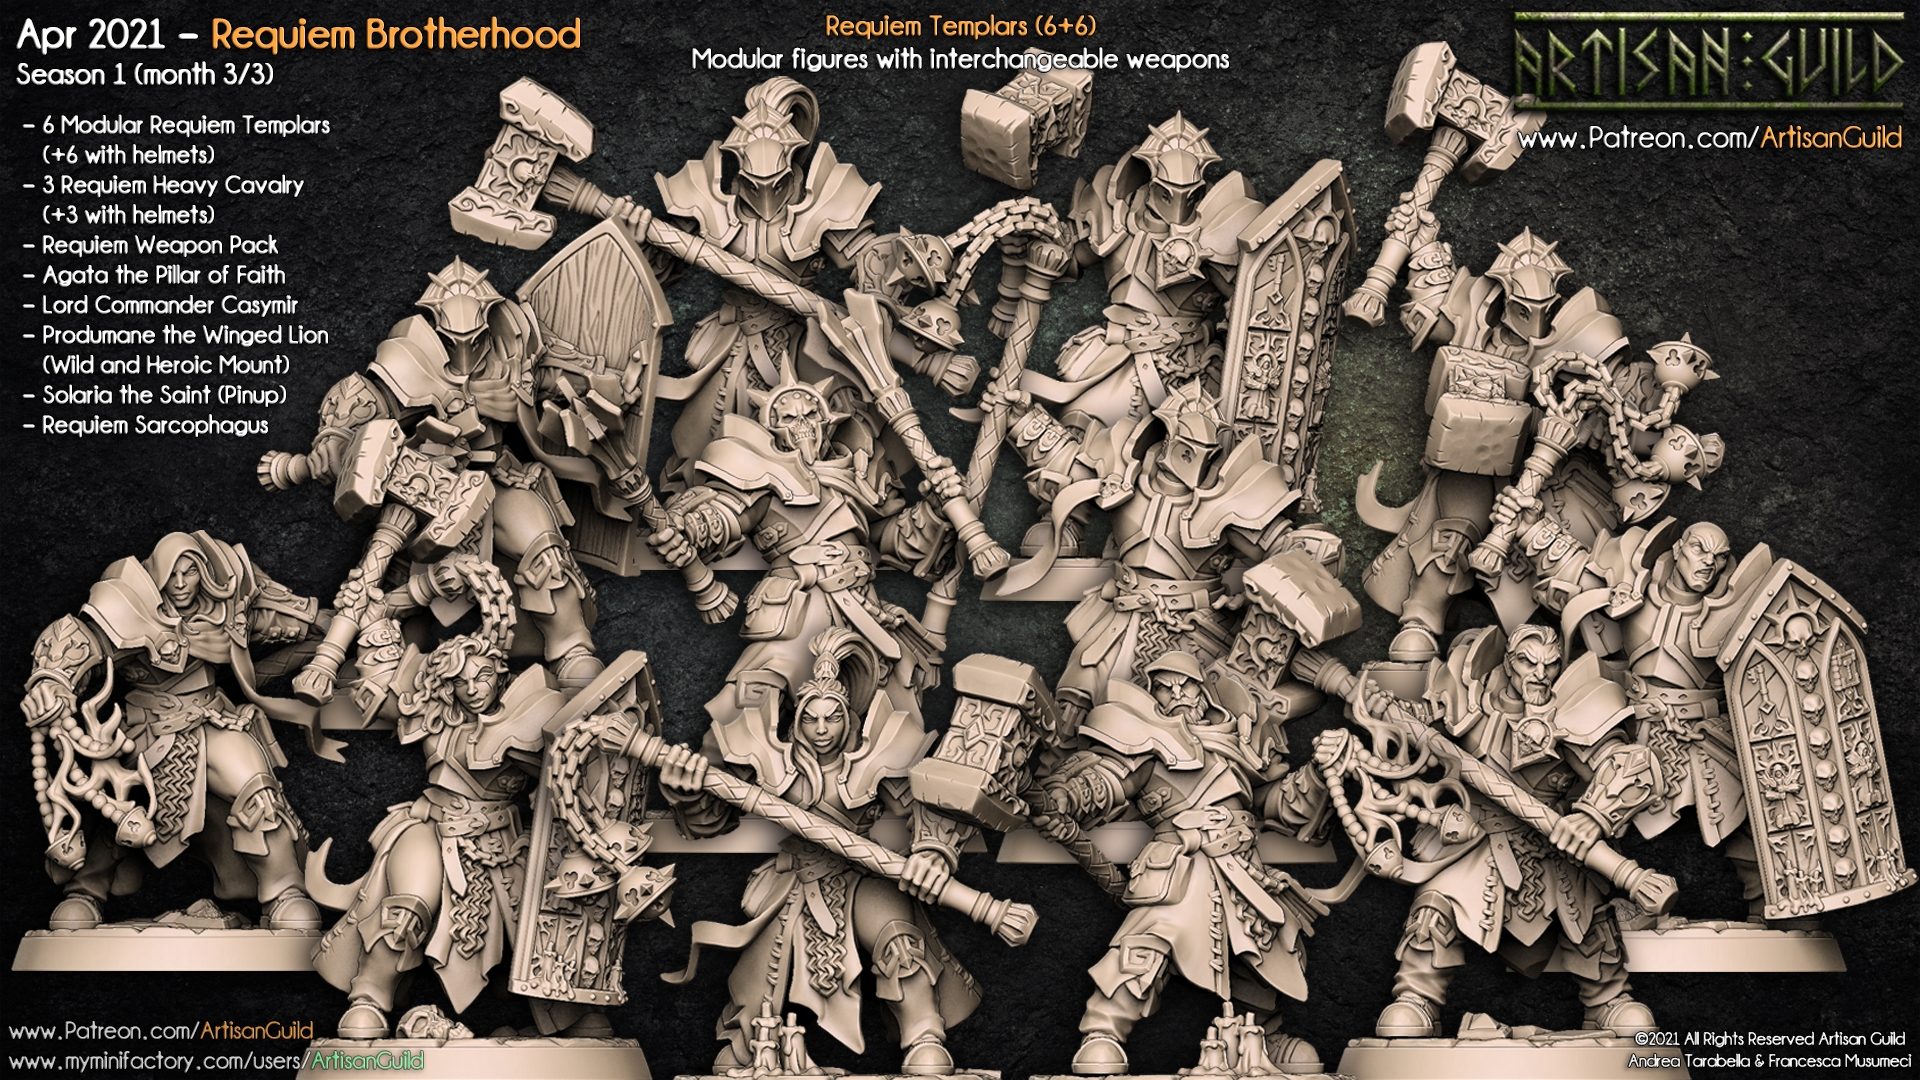 Apr 2021 – Requiem Brotherhood
Season 1 (month 3/3)
– 6 Modular Requiem Templars
(+6 with helmets)
– 3 Requiem Heavy Cavalry
(+3 with helmets)
– Requiem Weapon Pack
– Agata the Pillar of Faith
– Lord Commander Casymir
– Produmane the Winged Lion
(Wild and Heroic Mount)
– Solaria the Saint (Pinup)
– Requiem Sarcophagus
Requiem Templars (6+6)
Modular figures with interchangeable weapons
ARTISAN:GUILD
www.Patreon.com/ArtisanGuild
www.Patreon.com/ArtisanGuild
www.myminifactory.com/users/ArtisanGuild
©2021 All Rights Reserved Artisan Guild
Andrea Tarabella & Francesca Musumeci